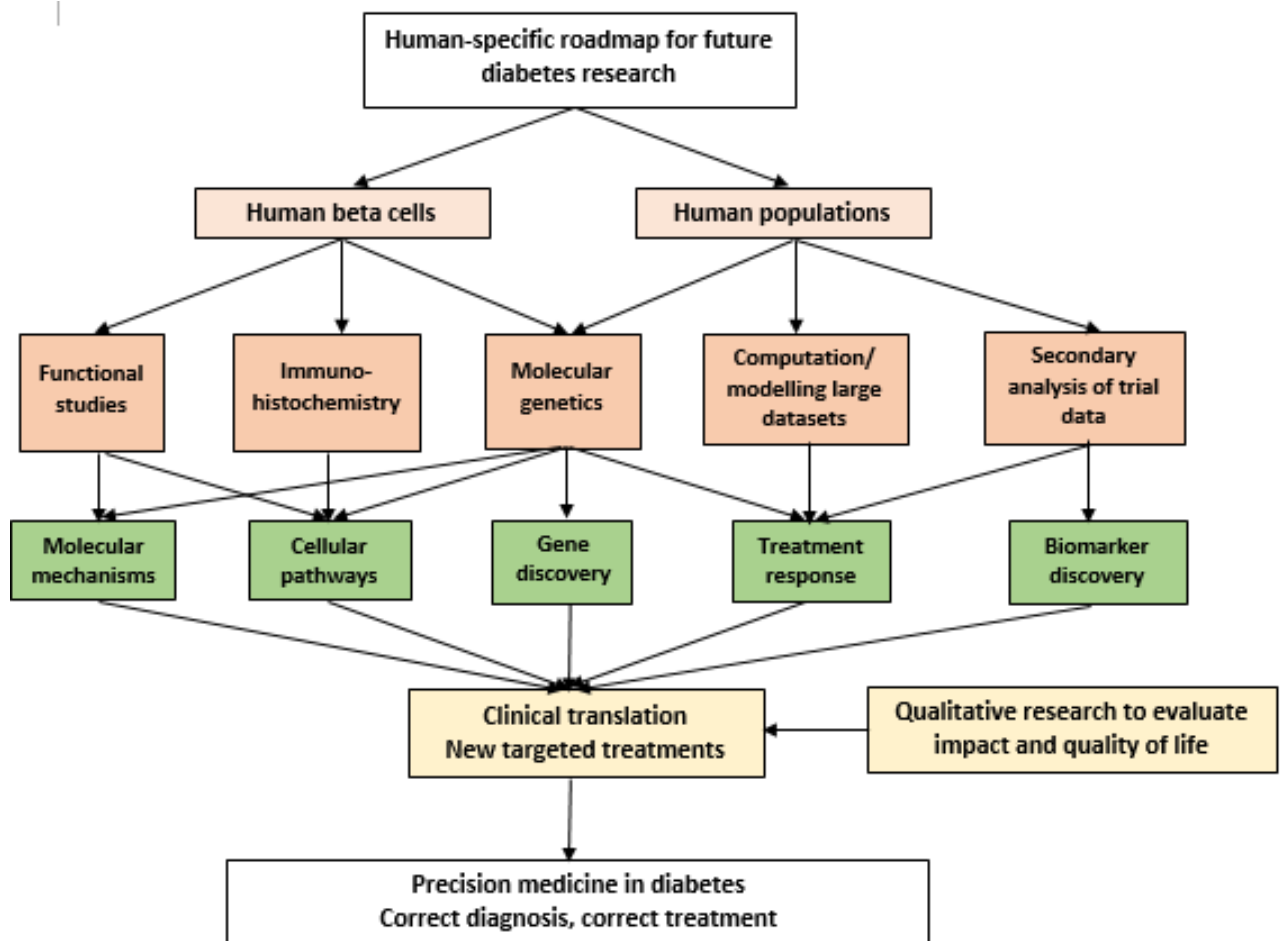 Human-specific roadmap for future
diabetes research
Human beta cells
Human populations
Functional
studies
Immuno-
histochemistry
Molecular
genetics
Computation/
modelling large
datasets
Secondary
analysis of trial
data
Molecular
mechanisms
Cellular
pathways
Gene
discovery
Treatment
response
Biomarker
discovery
Clinical translation
New targeted treatments
Qualitative research to evaluate
impact and quality of life
Precision medicine in diabetes
Correct diagnosis, correct treatment